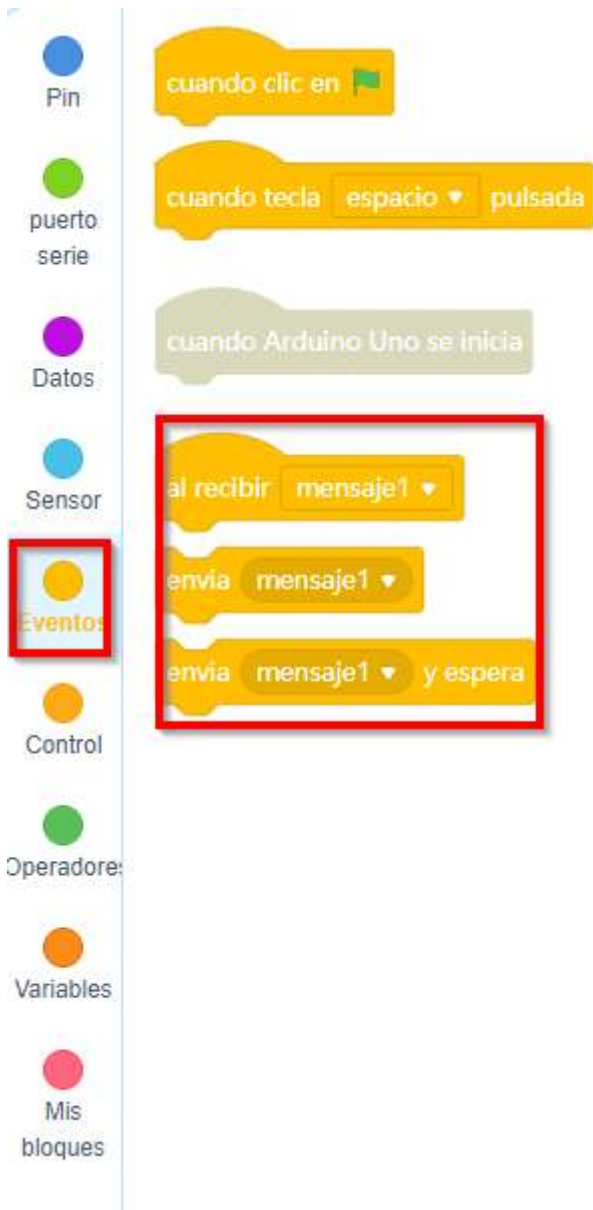 Pin
puerto
serie
Datos
Sensor
Eventos
Control
Operadores
Variables
Mis
bloques
cuando clic en
cuando tecla espacio pulsada
cuando Arduino Uno se inicia
al recibir mensaje1
envia mensaje1
envia mensaje1 y espera